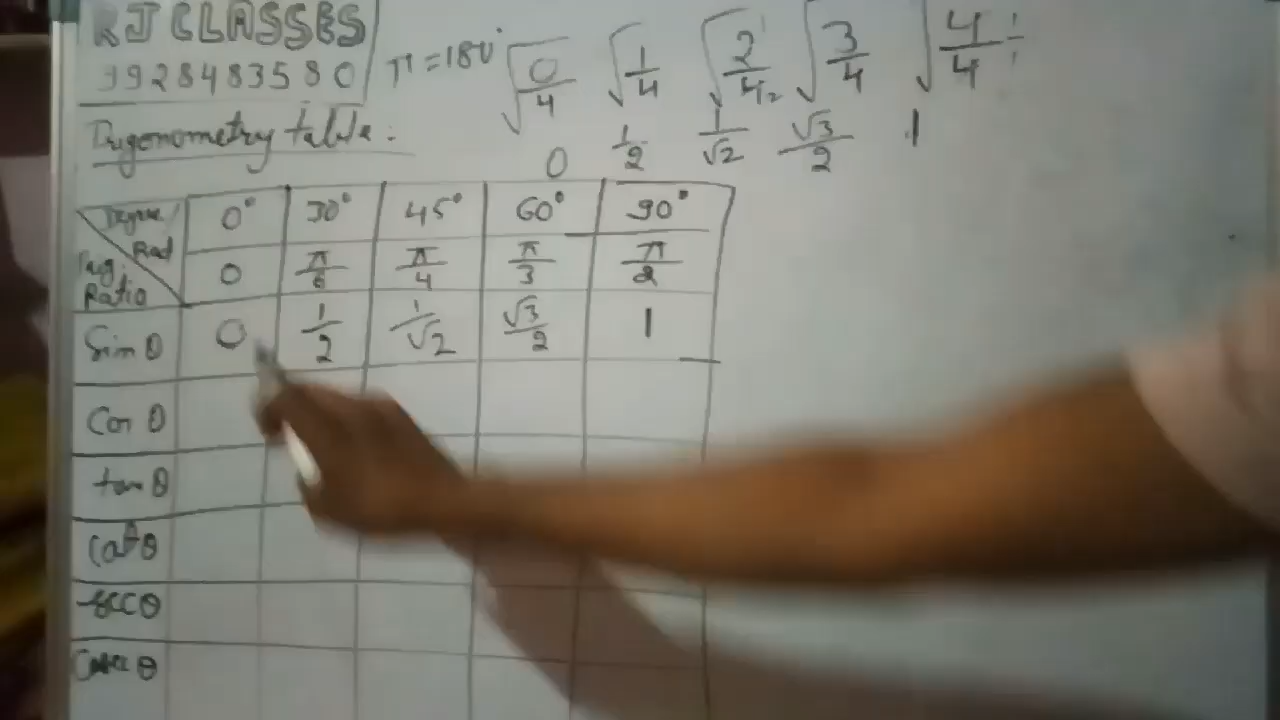 RJ CLASSES
9928483580
π = 180°
√0/4 √1/4 √2/4 √3/4 √4/4
2
0 1/2 1/√2 √3/2 1
Trigonometry table :
Degree/ 0° 30° 45° 60° 90°
Rad 0 π/6 π/4 π/3 π/2
Ratio
Sin θ 0 1/2 1/√2 √3/2 1
Cos θ
tan θ
Cot θ
sec θ
Cosec θ